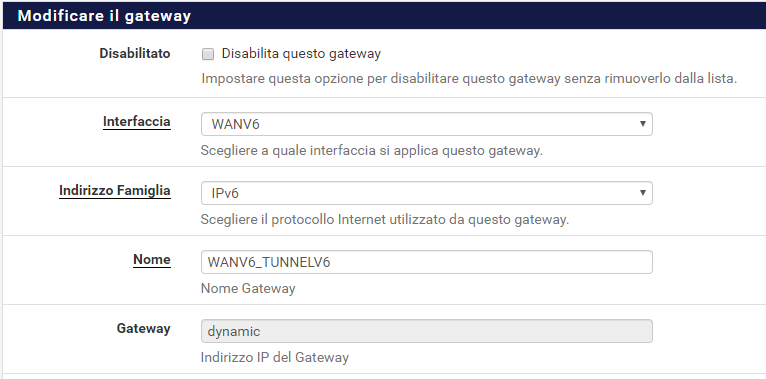 Modificare il gateway
Disabilitato
Disabilita questo gateway
Impostare questa opzione per disabilitare questo gateway senza rimuoverlo dalla lista.
Interfaccia
WANV6
Scegliere a quale interfaccia si applica questo gateway.
Indirizzo Famiglia
IPv6
Scegliere il protocollo Internet utilizzato da questo gateway.
Nome
WANV6_TUNNELV6
Nome Gateway
Gateway
dynamic
Indirizzo IP del Gateway